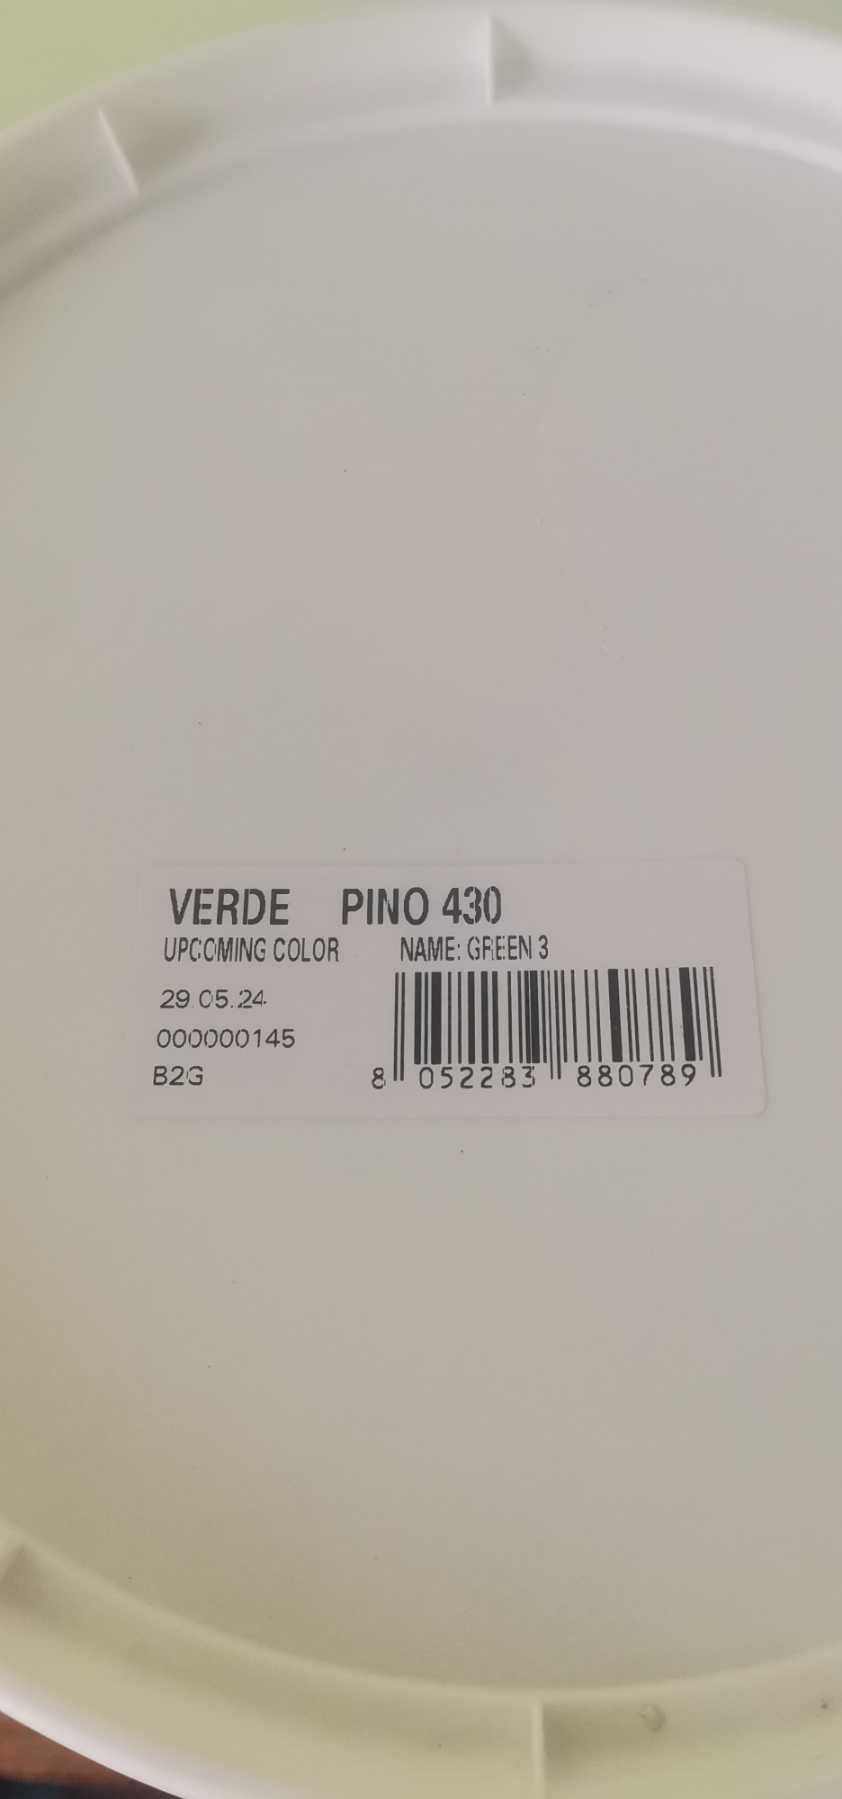 VERDE PINO 430
UPCOMING COLOR NAME: GREEN 3
29.05.24
000000145
B2G
8 052283 880789